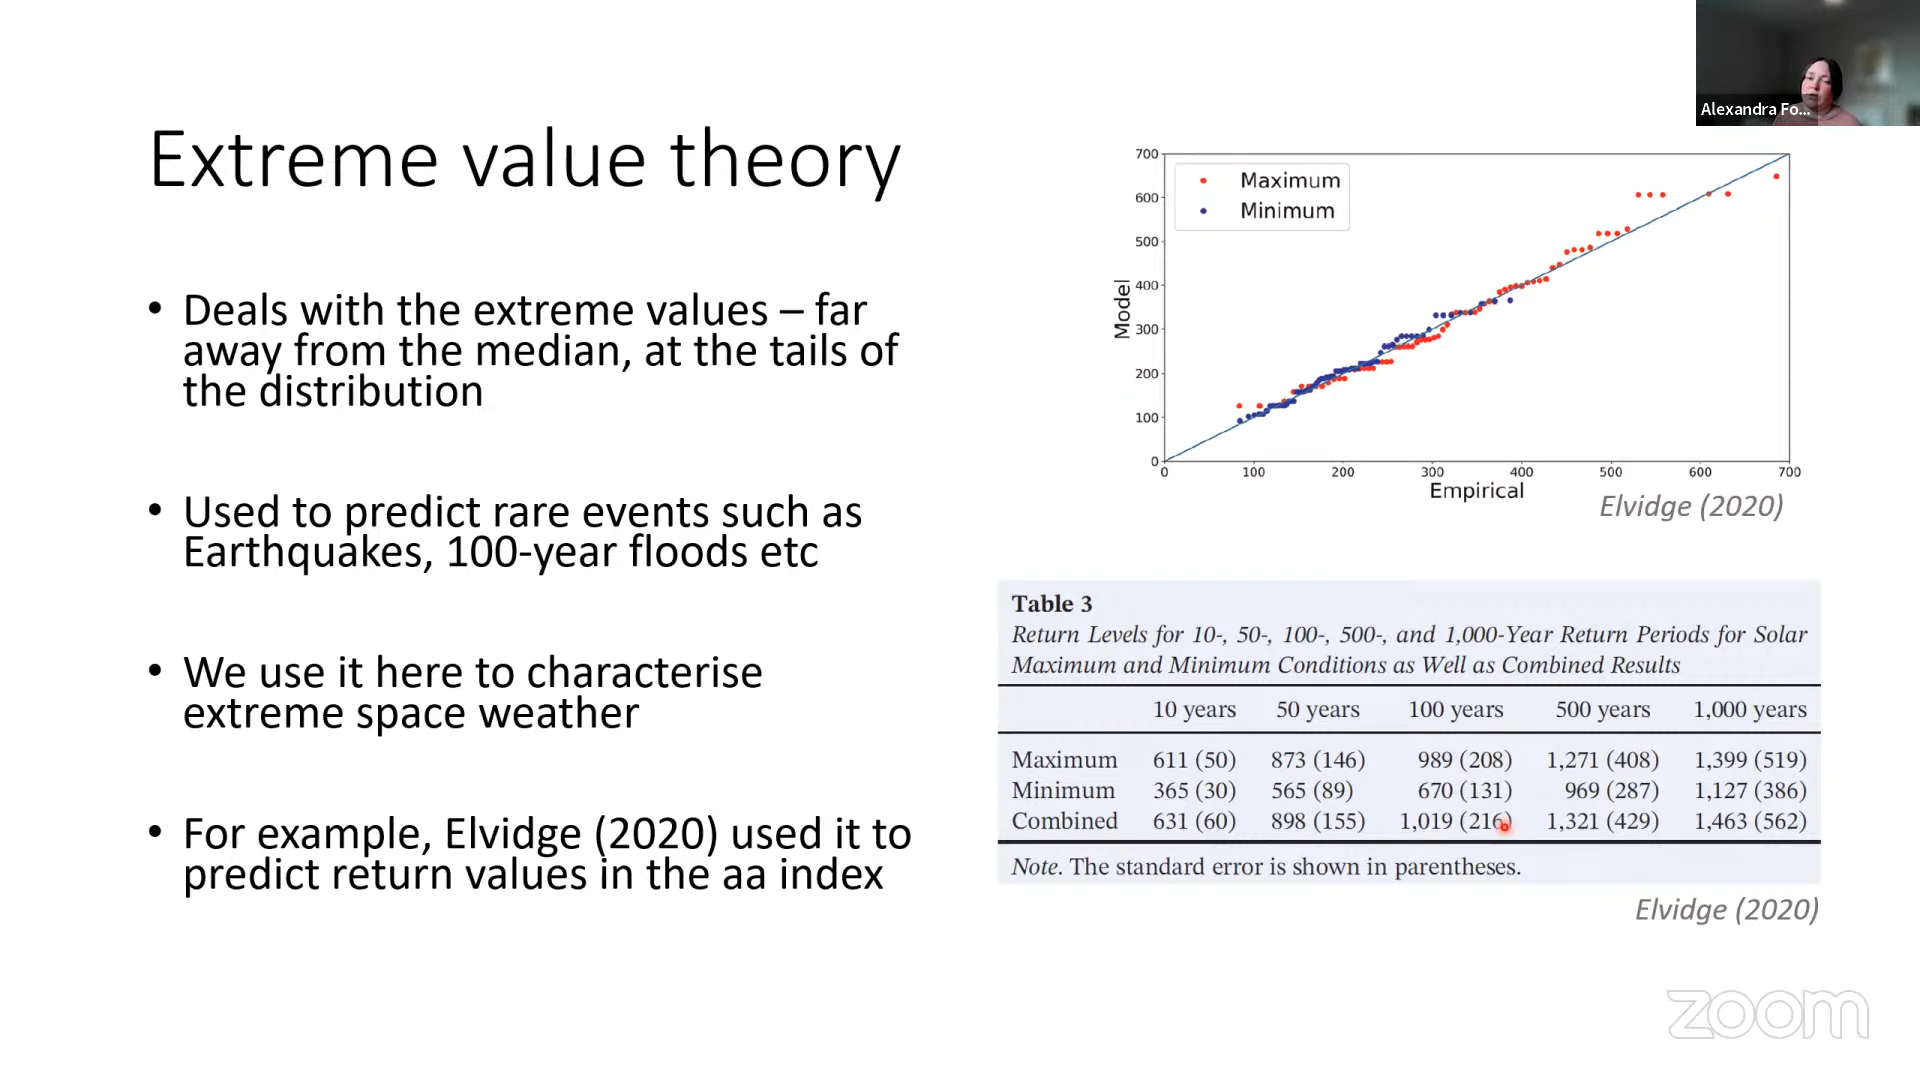 Alexandra Fo...
Extreme value theory
• Deals with the extreme values – far
away from the median, at the tails of
the distribution
• Used to predict rare events such as
Earthquakes, 100-year floods etc
• We use it here to characterise
extreme space weather
• For example, Elvidge (2020) used it to
predict return values in the aa index
Maximum
Minimum
Model
700
600
500
400
300
200
100
0
0 100 200 300 400 500 600 700
Empirical
Elvidge (2020)
Table 3
Return Levels for 10-, 50-, 100-, 500-, and 1,000-Year Return Periods for Solar
Maximum and Minimum Conditions as Well as Combined Results
10 years 50 years 100 years 500 years 1,000 years
Maximum 611 (50) 873 (146) 989 (208) 1,271 (408) 1,399 (519)
Minimum 365 (30) 565 (89) 670 (131) 969 (287) 1,127 (386)
Combined 631 (60) 898 (155) 1,019 (216) 1,321 (429) 1,463 (562)
Note. The standard error is shown in parentheses.
Elvidge (2020)
zoom